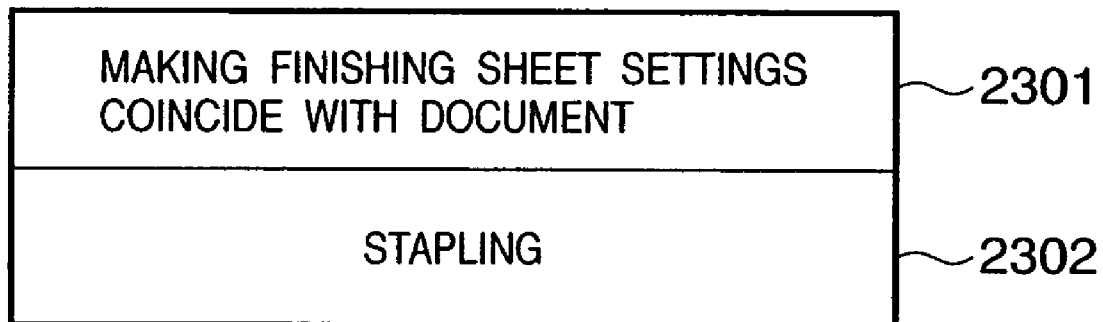 MAKING FINISHING SHEET SETTINGS
COINCIDE WITH DOCUMENT
2301
STAPLING
2302